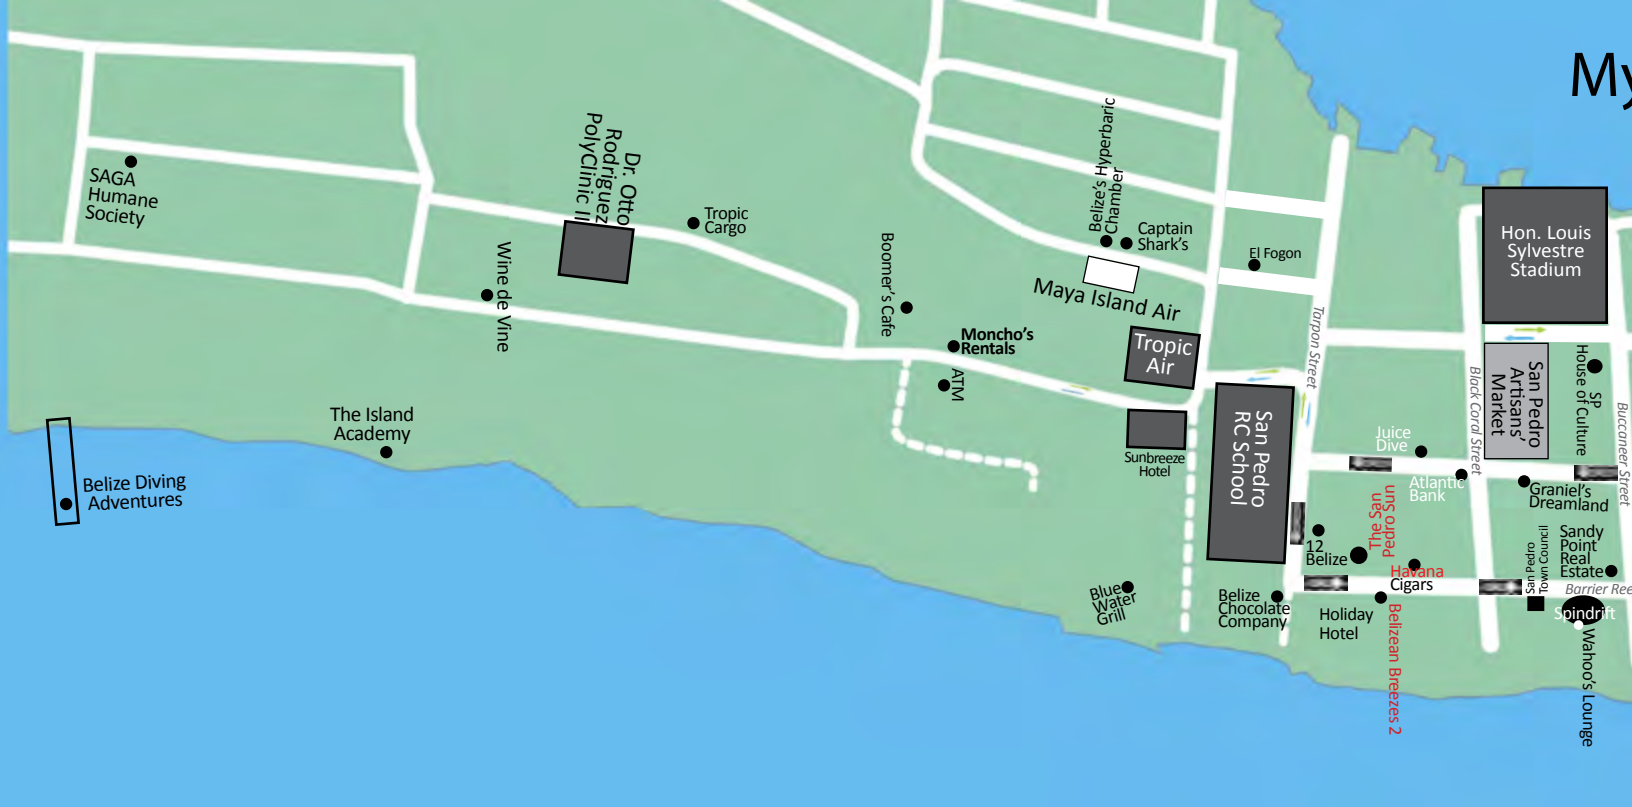 My
SAGA
Humane
Society
Dr. Otto
Rodriguez
PolyClinic II
Tropic
Cargo
Wine de Vine
Boomer's Cafe
Moncho's
Rentals
ATM
Belize's Hyperbaric
Chamber
Captain
Shark's
Maya Island Air
El Fogon
Tropic
Air
Sunbreeze
Hotel
San Pedro
RC School
Tarpon Street
Hon. Louis
Sylvestre
Stadium
San Pedro
Artisans'
Market
SP
House of Culture
Black Coral Street
Buccaneer Street
Juice
Dive
Atlantic
Bank
Graniel's
Dreamland
The San
Pedro Sun
12
Belize
Havana
Cigars
San Pedro
Town Council
Sandy
Point
Real
Estate
Barrier Ree
Spindrift
Wahoo's Lounge
Belize
Chocolate
Company
Holiday
Hotel
Belizean Breezes 2
Blue
Water
Grill
The Island
Academy
Belize Diving
Adventures